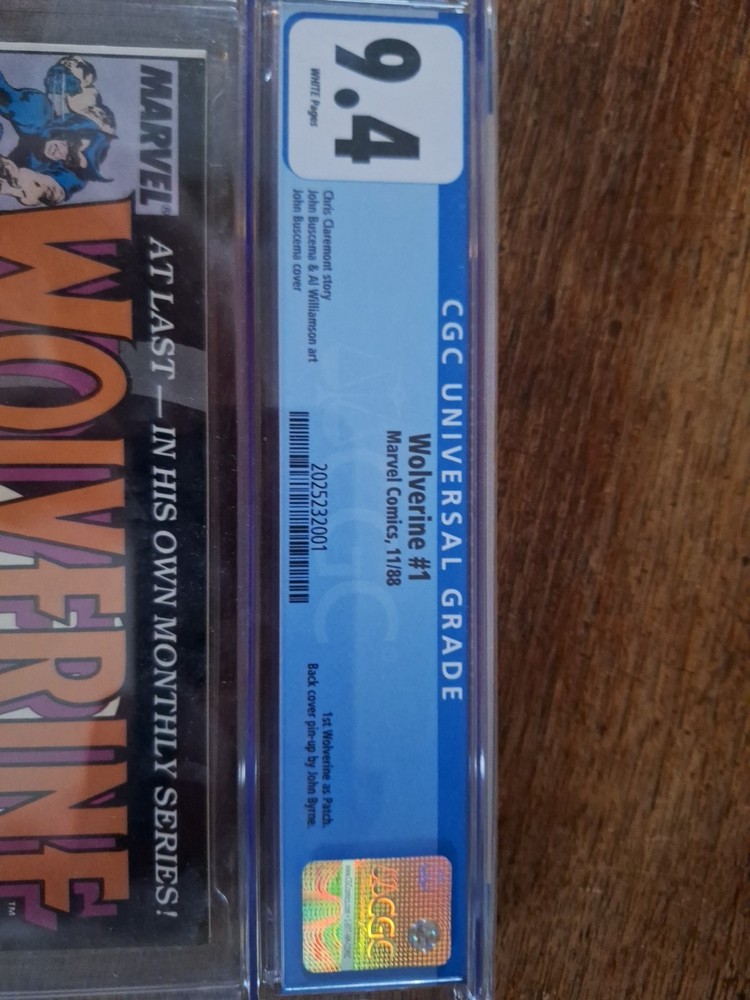 CGC UNIVERSAL GRADE
9.4
WHITE Pages
Wolverine #1
Marvel Comics, 11/88
Chris Claremont story
John Buscema & Al Williamson art
John Buscema cover
2025232001
1st Wolverine as Patch.
Back cover pin-up by John Byrne.
CGC
CGC
MARVEL®
AT LAST — IN HIS OWN MONTHLY SERIES!
WOLVERINE
TM